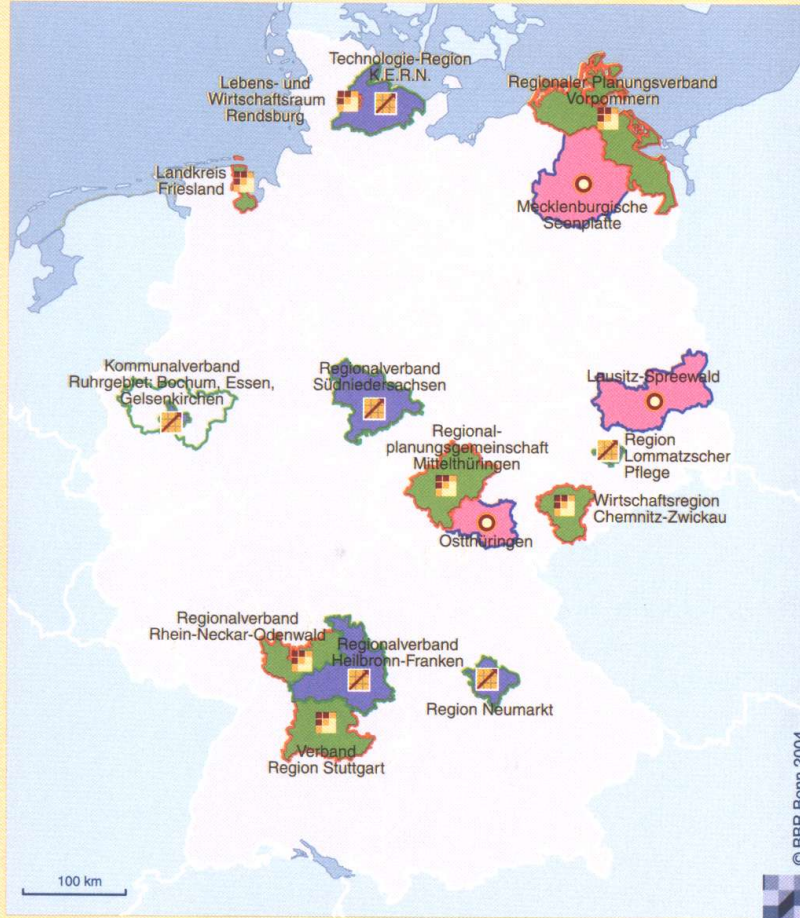 Technologie-Region
K.E.R.N.
Lebens- und
Wirtschaftsraum
Rendsburg
Regionaler Planungsverband
Vorpommern
Landkreis
Friesland
Mecklenburgische
Seenplatte
Kommunalverband
Ruhrgebiet: Bochum, Essen,
Gelsenkirchen
Regionalverband
Südniedersachsen
Lausitz-Spreewald
Regional-
planungsgemeinschaft
Mittelthüringen
Region
Lommatzscher
Pflege
Wirtschaftsregion
Chemnitz-Zwickau
Ostthüringen
Regionalverband
Rhein-Neckar-Odenwald
Regionalverband
Heilbronn-Franken
Region Neumarkt
Verband
Region Stuttgart
100 km
© BBR Bonn 2004